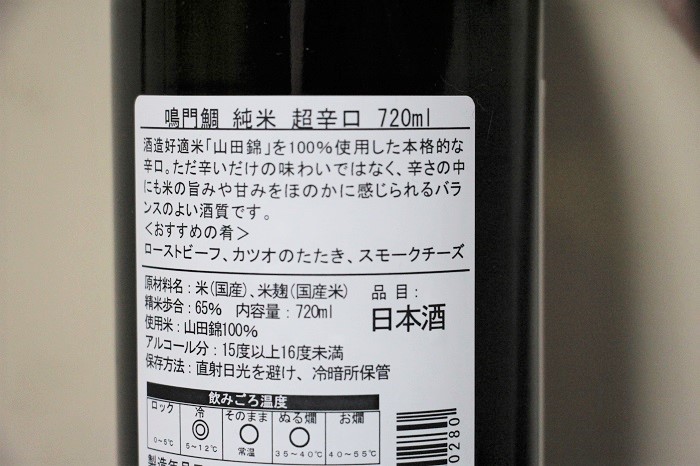 鳴門鯛 純米 超辛口 720ml
酒造好適米「山田錦」を100%使用した本格的な
辛口。ただ辛いだけの味わいではなく、辛さの中
にも米の旨みや甘みをほのかに感じられるバラ
ンスのよい酒質です。
<おすすめの肴>
ローストビーフ、カツオのたたき、スモークチーズ
原材料名：米(国産)、米麹(国産米)
精米歩合：65% 内容量：720ml
使用米：山田錦100%
アルコール分：15度以上16度未満
保存方法：直射日光を避け、冷暗所保管
品目：
日本酒
飲みごろ温度
ロック 冷 そのまま ぬる燗 お燗
◎ ○ ○
0~5℃ 5~12℃ 常温 35~40℃ 40~55℃
0280